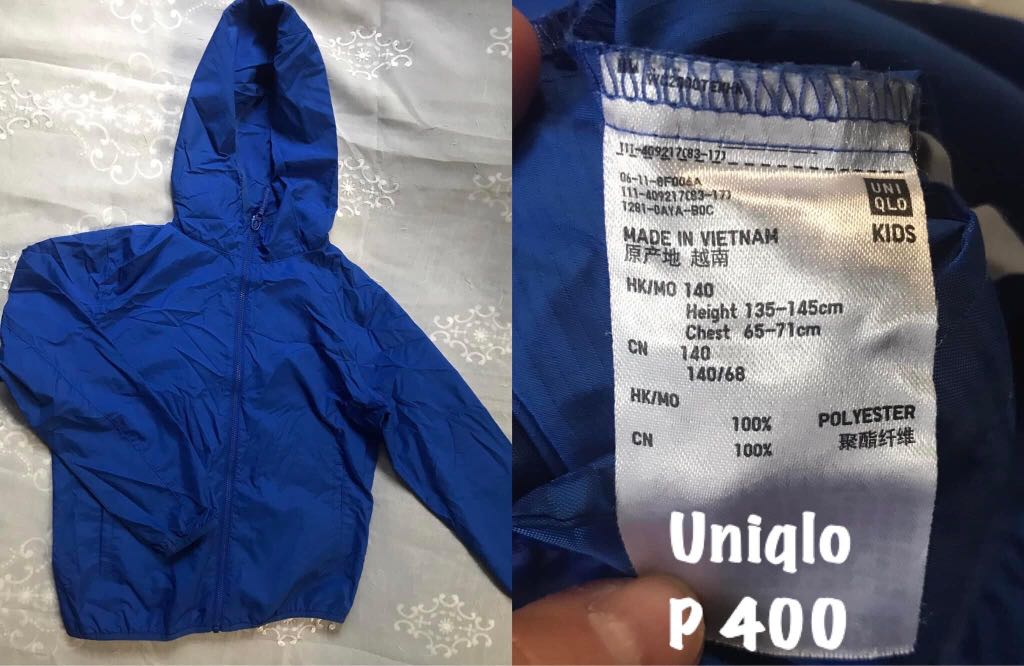 111-409217(83-17)
06-11-8F006A
111-409217(83-17)
1281-0AYA-B0C
UNI
QLO
KIDS
MADE IN VIETNAM
原产地 越南
HK/MO 140
Height 135-145cm
Chest 65-71cm
CN 140
140/68
HK/MO
100% POLYESTER
CN
100% 聚酯纤维
Uniqlo
P 400